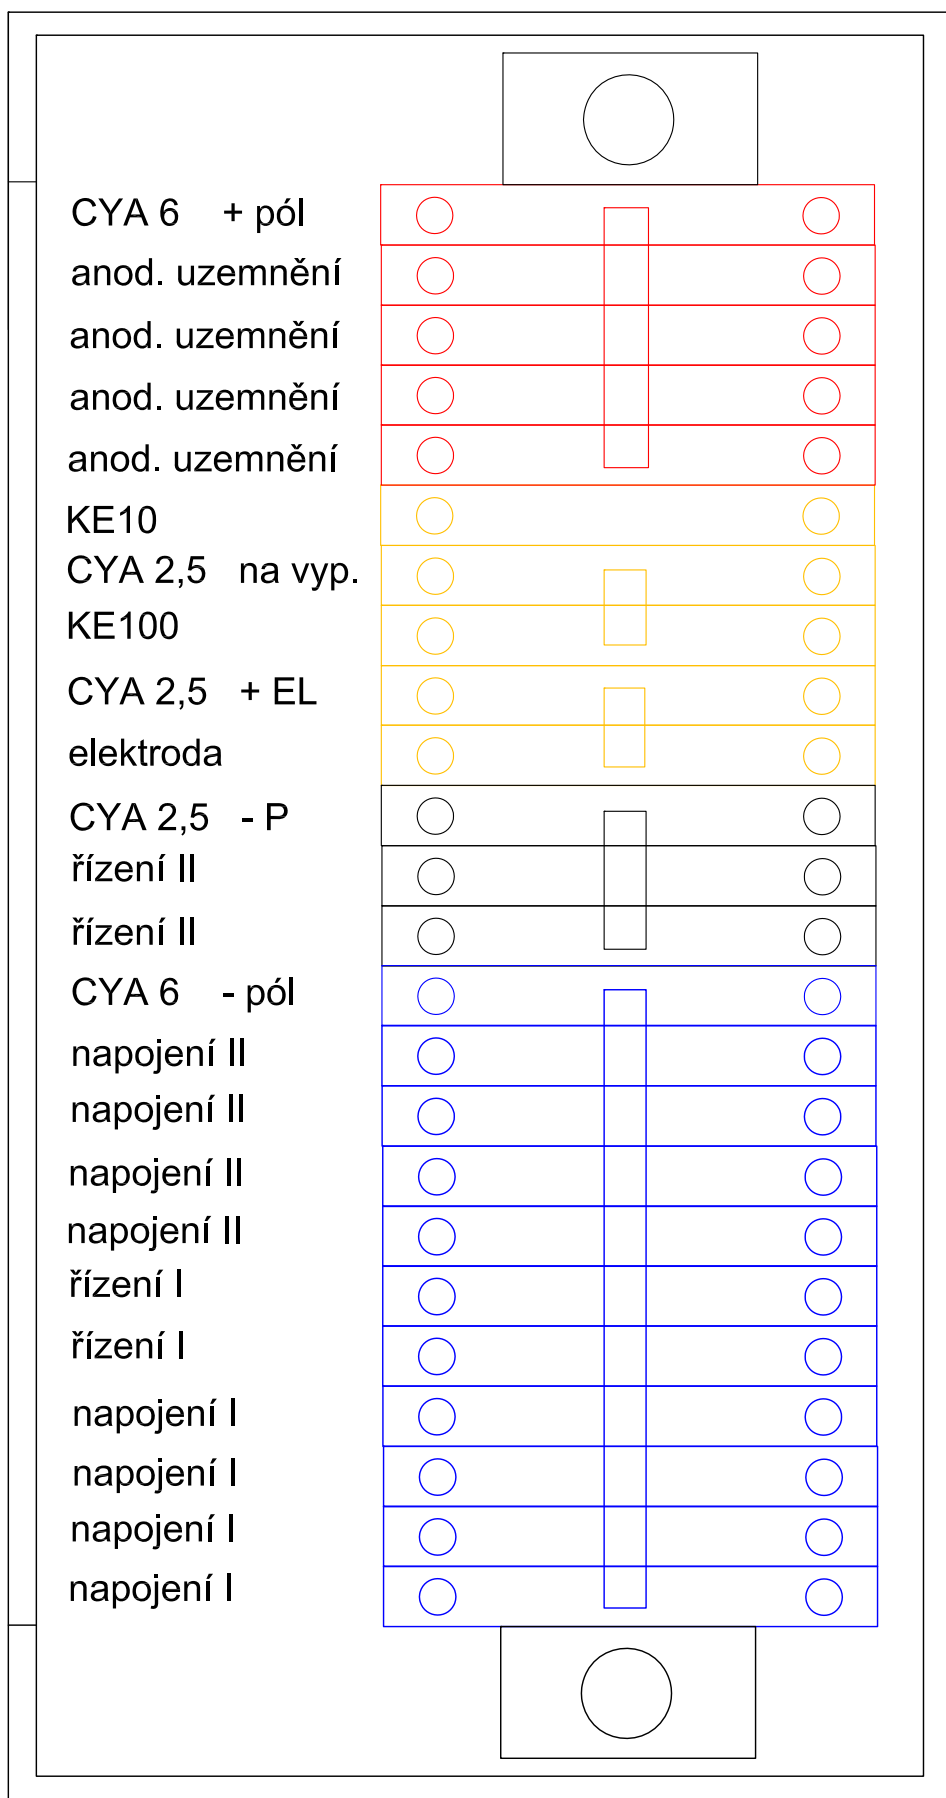 CYA 6 + pól
anod. uzemnění
anod. uzemnění
anod. uzemnění
anod. uzemnění
KE10
CYA 2,5 na vyp.
KE100
CYA 2,5 + EL
elektroda
CYA 2,5 - P
řízení II
řízení II
CYA 6 - pól
napojení II
napojení II
napojení II
napojení II
řízení I
řízení I
napojení I
napojení I
napojení I
napojení I